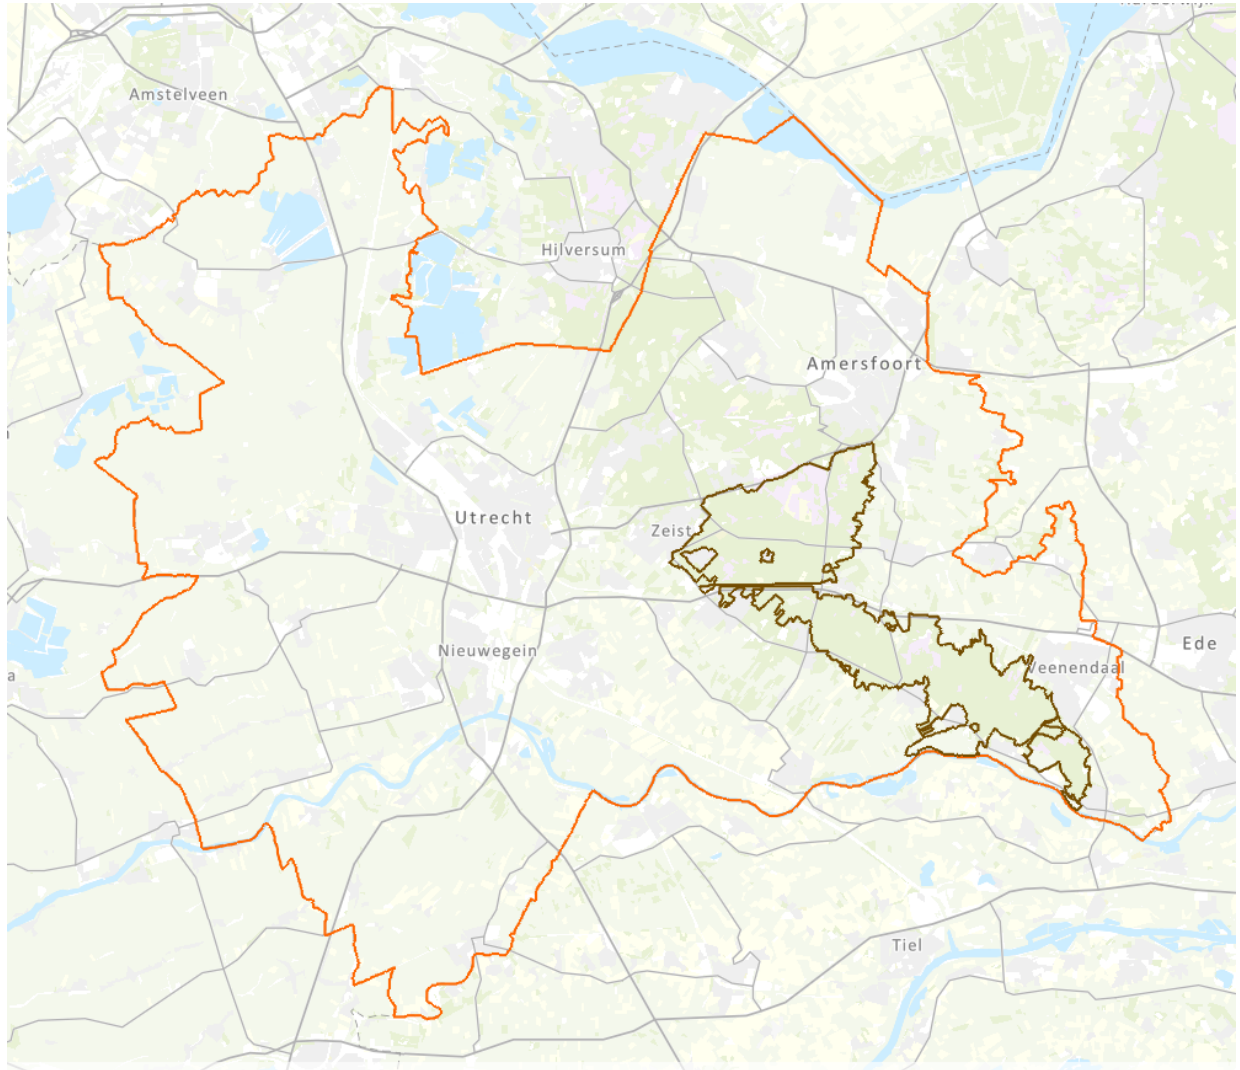 Amstelveen
Hilversum
Amersfoort
Utrecht
Zeist
Nieuwegein
Ede
Veenendaal
a
Tiel